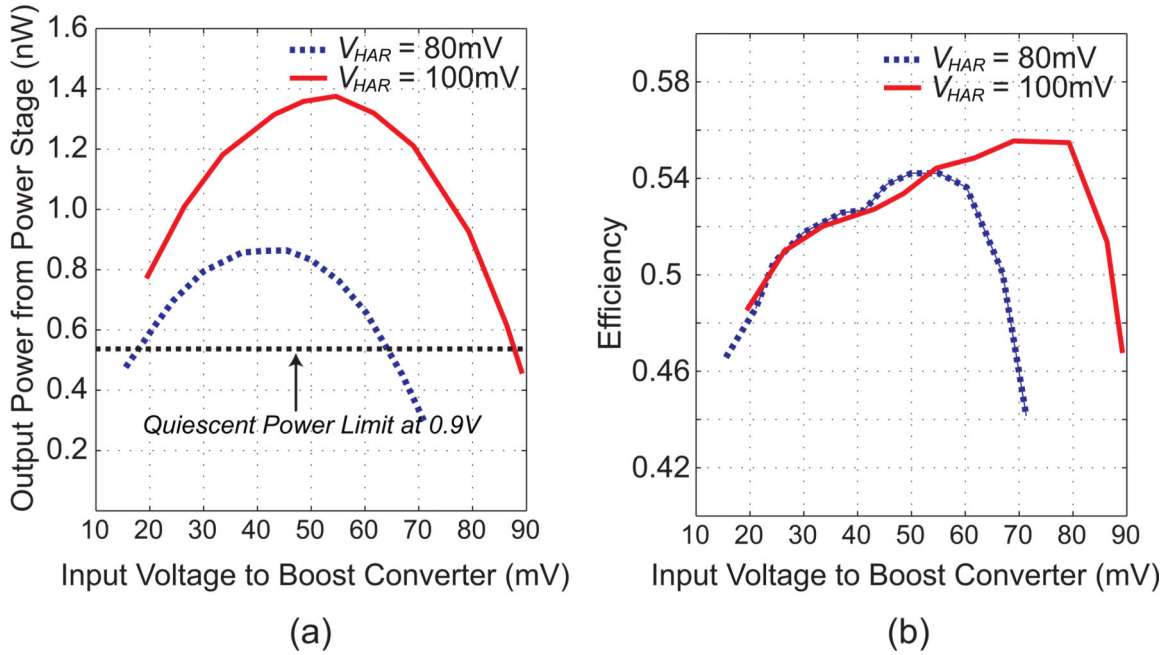 Output Power from Power Stage (nW)
1.6
1.4
1.2
1.0
0.8
0.6
0.4
0.2
V_HAR = 80mV
V_HAR = 100mV
Quiescent Power Limit at 0.9V
10 20 30 40 50 60 70 80 90
Input Voltage to Boost Converter (mV)
(a)
Efficiency
0.58
0.54
0.5
0.46
0.42
V_HAR = 80mV
V_HAR = 100mV
10 20 30 40 50 60 70 80 90
Input Voltage to Boost Converter (mV)
(b)